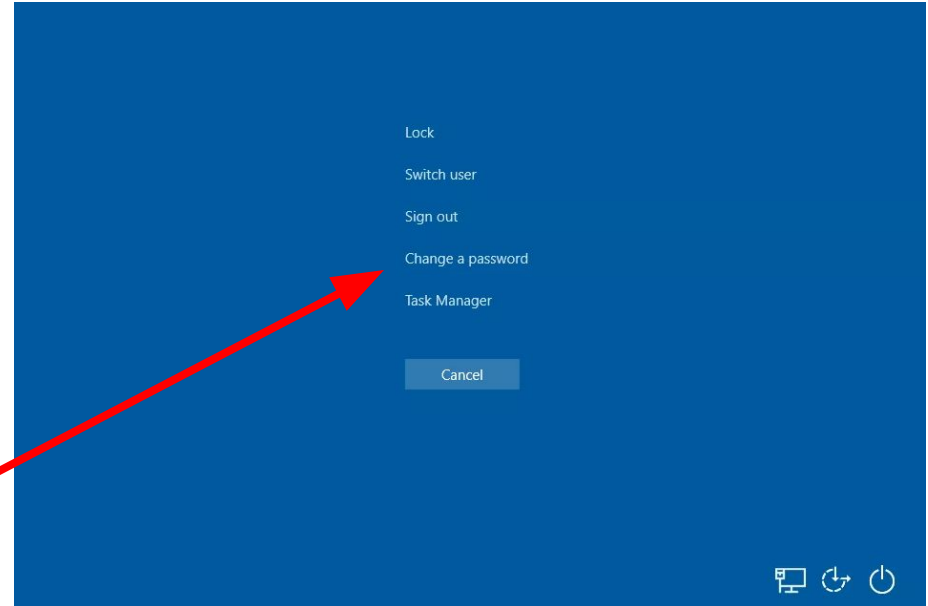 Lock
Switch user
Sign out
Change a password
Task Manager
Cancel